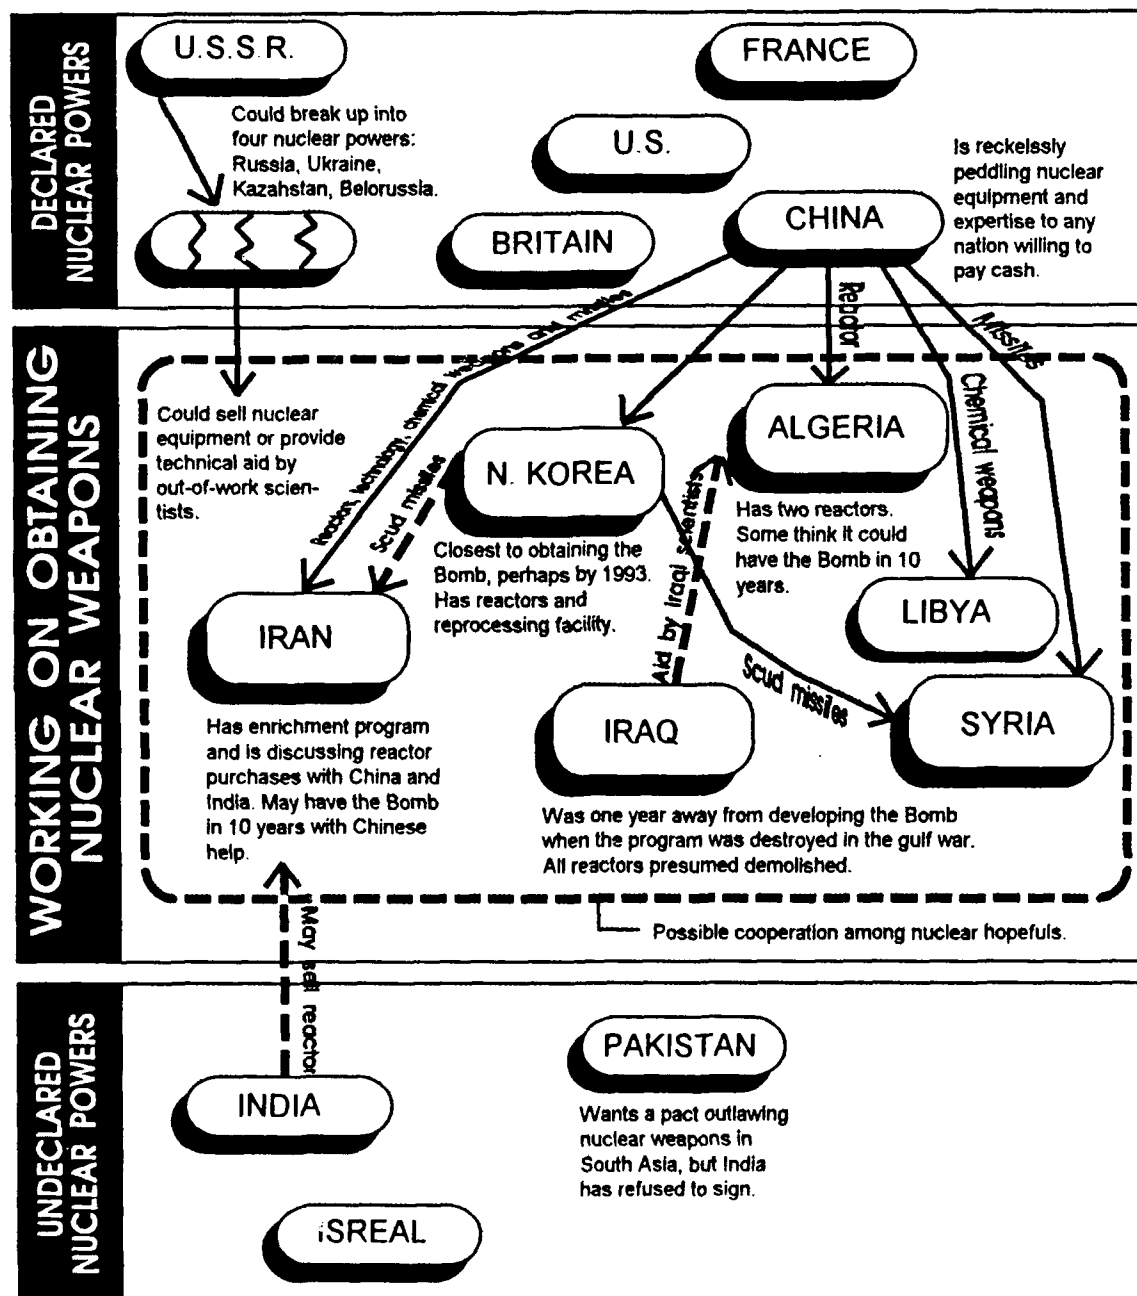 DECLARED
NUCLEAR POWERS
U.S.S.R.
FRANCE
Could break up into
four nuclear powers:
Russia, Ukraine,
Kazahstan, Belorussia.
U.S.
Is reckelssly
peddling nuclear
equipment and
expertise to any
nation willing to
pay cash.
CHINA
BRITAIN
WORKING ON OBTAINING
NUCLEAR WEAPONS
Reactors, technology, chemical weapons and missiles
Reactor
Missiles
Chemical weapons
Could sell nuclear
equipment or provide
technical aid by
out-of-work scien-
tists.
Scud missiles
N. KOREA
Closest to obtaining the
Bomb, perhaps by 1993.
Has reactors and
reprocessing facility.
ALGERIA
Has two reactors.
Some think it could
have the Bomb in 10
years.
Aid by Iraqi scientists
LIBYA
IRAN
Has enrichment program
and is discussing reactor
purchases with China and
India. May have the Bomb
in 10 years with Chinese
help.
Scud missiles
SYRIA
IRAQ
Was one year away from developing the Bomb
when the program was destroyed in the gulf war.
All reactors presumed demolished.
Possible cooperation among nuclear hopefuls.
May sell reactor
UNDECLARED
NUCLEAR POWERS
PAKISTAN
Wants a pact outlawing
nuclear weapons in
South Asia, but India
has refused to sign.
INDIA
ISREAL